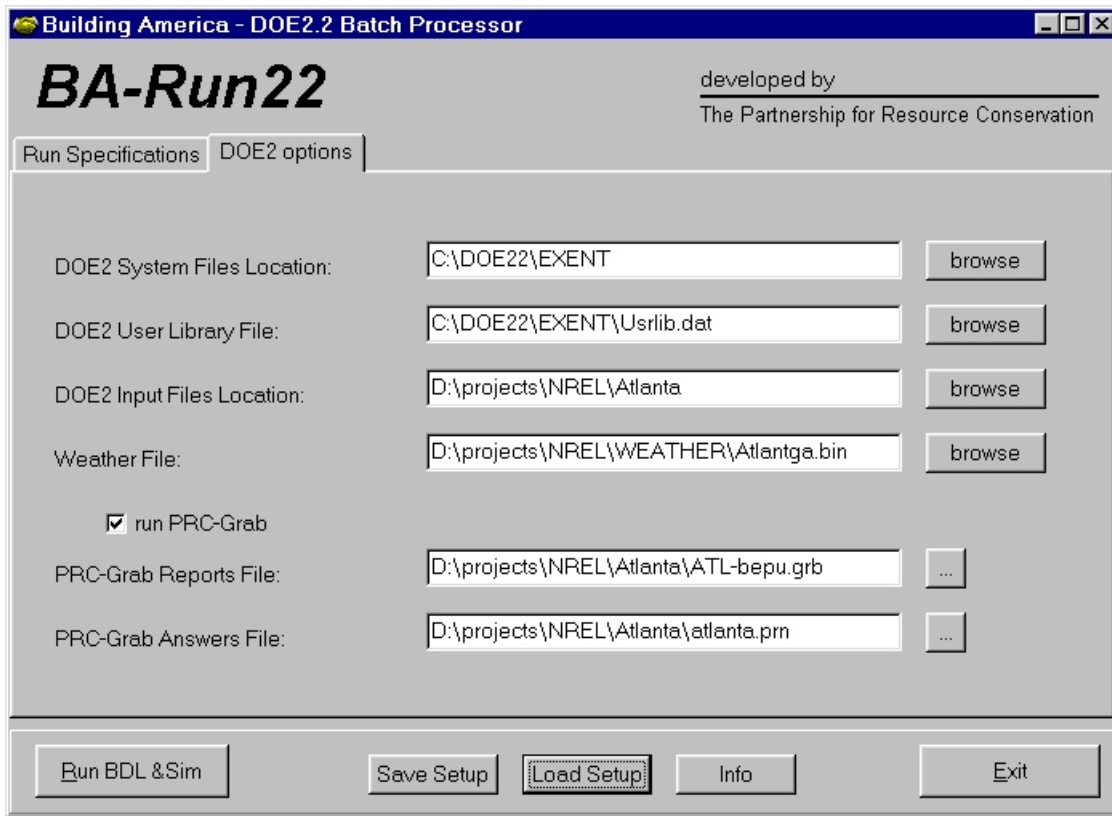 Building America - DOE2.2 Batch Processor
BA-Run22
developed by
The Partnership for Resource Conservation
Run Specifications
DOE2 options
DOE2 System Files Location:
C:\DOE22\EXENT
browse
DOE2 User Library File:
C:\DOE22\EXENT\Usrlib.dat
browse
DOE2 Input Files Location:
D:\projects\NREL\Atlanta
browse
Weather File:
D:\projects\NREL\WEATHER\Atlantga.bin
browse
run PRC-Grab
PRC-Grab Reports File:
D:\projects\NREL\Atlanta\ATL-bepu.grb
...
PRC-Grab Answers File:
D:\projects\NREL\Atlanta\atlanta.prn
...
Run BDL &Sim
Save Setup
Load Setup
Info
Exit